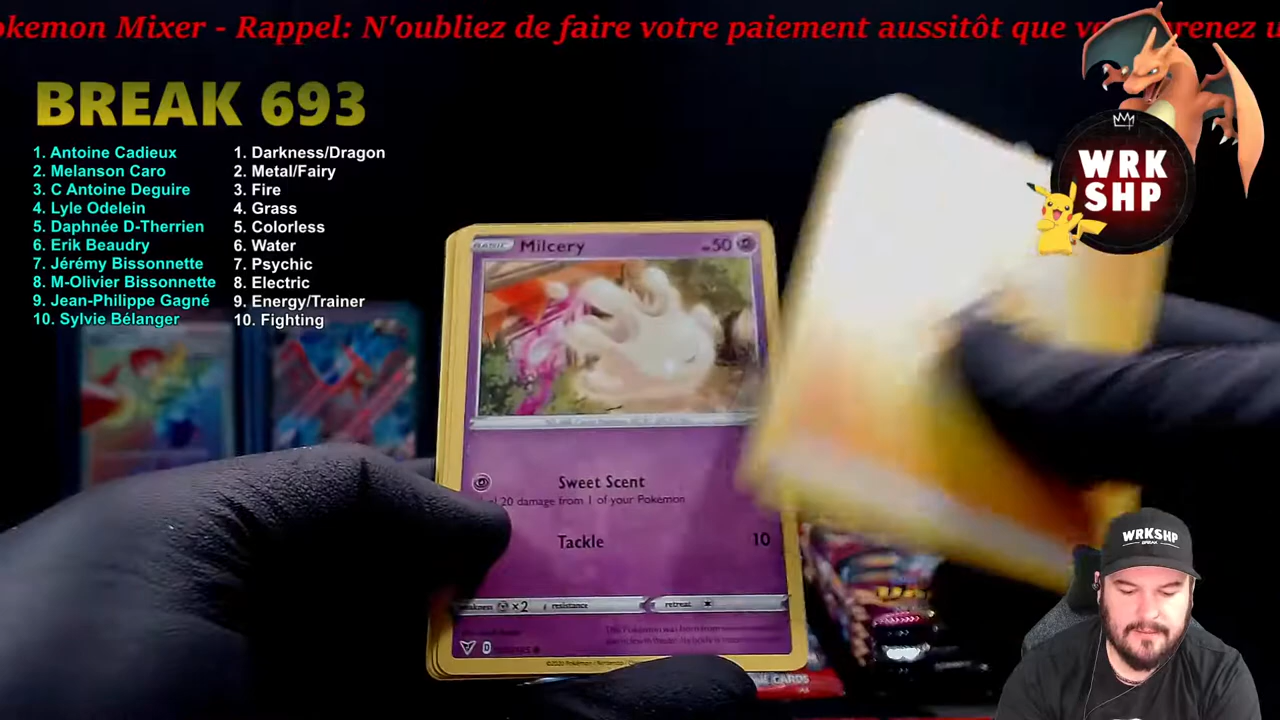 okemon Mixer - Rappel: N'oubliez de faire votre paiement aussitôt que
BREAK 693
1. Antoine Cadieux
2. Melanson Caro
3. C Antoine Deguire
4. Lyle Odelein
5. Daphnée D-Therrien
6. Erik Beaudry
7. Jérémy Bissonnette
8. M-Olivier Bissonnette
9. Jean-Philippe Gagné
10. Sylvie Bélanger
1. Darkness/Dragon
2. Metal/Fairy
3. Fire
4. Grass
5. Colorless
6. Water
7. Psychic
8. Electric
9. Energy/Trainer
10. Fighting
WRK
SHP
BASIC Milcery 50
Sweet Scent
20 damage from 1 of your Pokémon
Tackle 10
weakness ×2 resistance retreat
D
CARDS
WRKSHP
BREAK